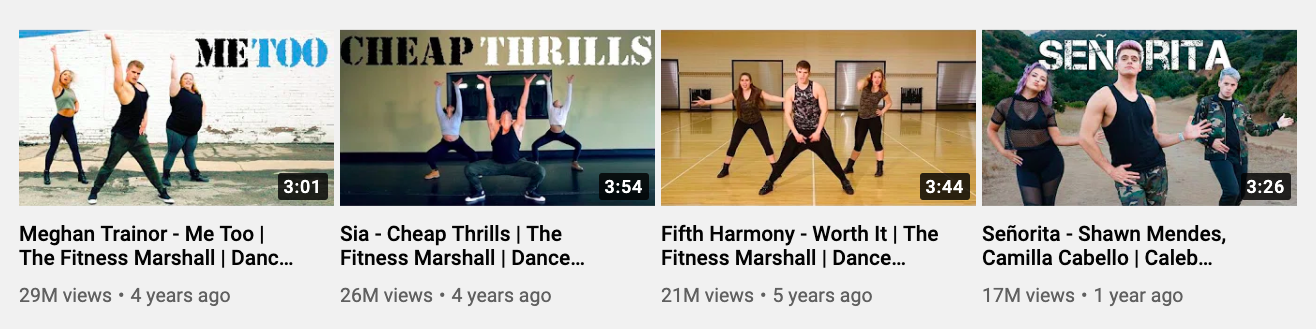 METOO
3:01
Meghan Trainor - Me Too |
The Fitness Marshall | Danc...
29M views • 4 years ago
CHEAP THRILLS
3:54
Sia - Cheap Thrills | The
Fitness Marshall | Dance...
26M views • 4 years ago
3:44
Fifth Harmony - Worth It | The
Fitness Marshall | Dance...
21M views • 5 years ago
SEÑORITA
3:26
Señorita - Shawn Mendes,
Camilla Cabello | Caleb...
17M views • 1 year ago